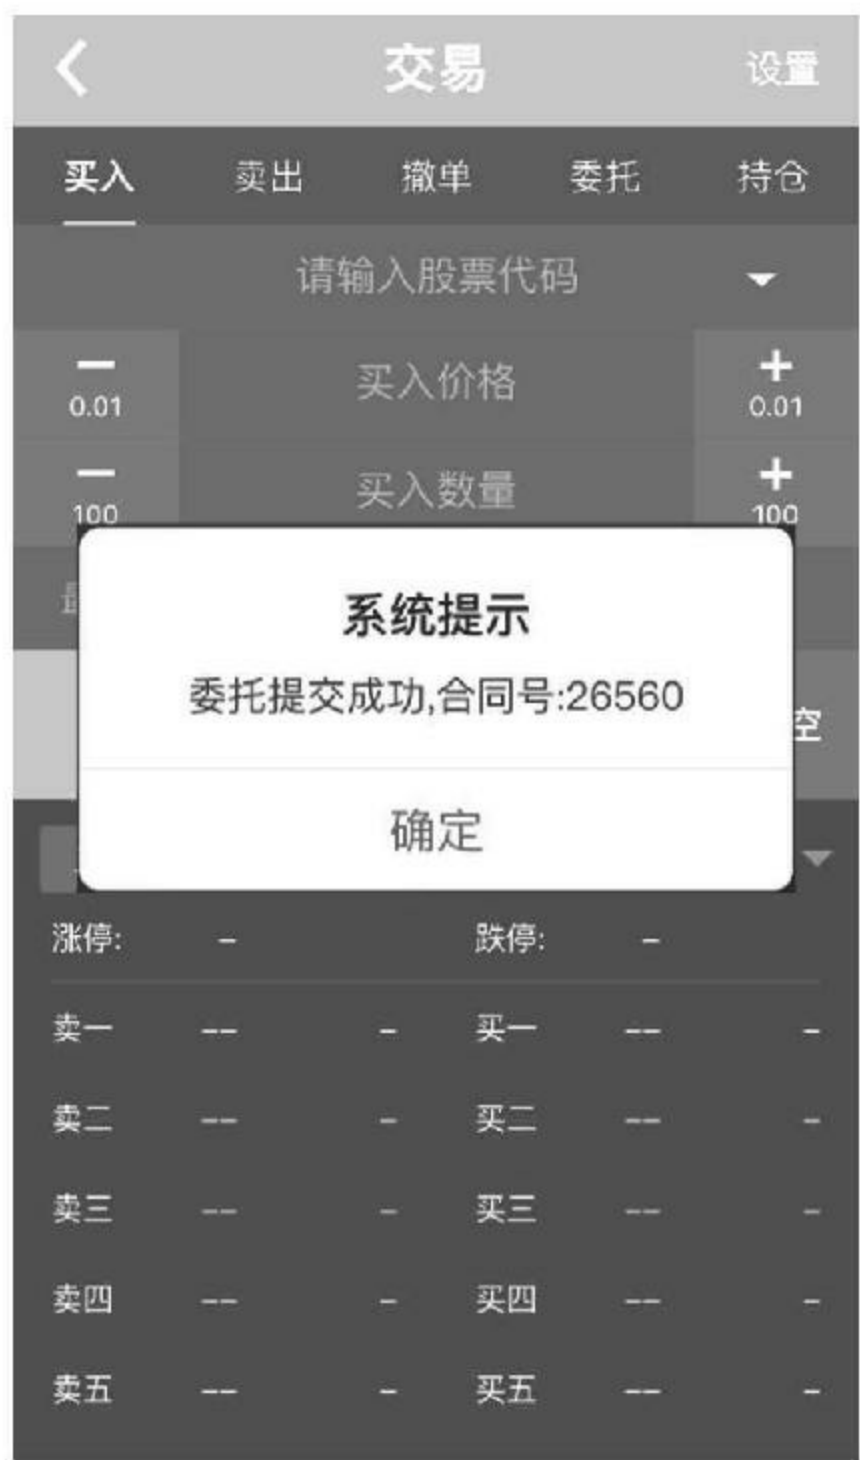 交易 设置
买入 卖出 撤单 委托 持仓
请输入股票代码
买入价格
0.01 0.01
买入数量
100 100
系统提示
委托提交成功,合同号:26560
空
确定
涨停: - 跌停: -
卖一 -- - 买一 -- -
卖二 -- - 买二 -- -
卖三 -- - 买三 -- -
卖四 -- - 买四 -- -
卖五 -- - 买五 -- -